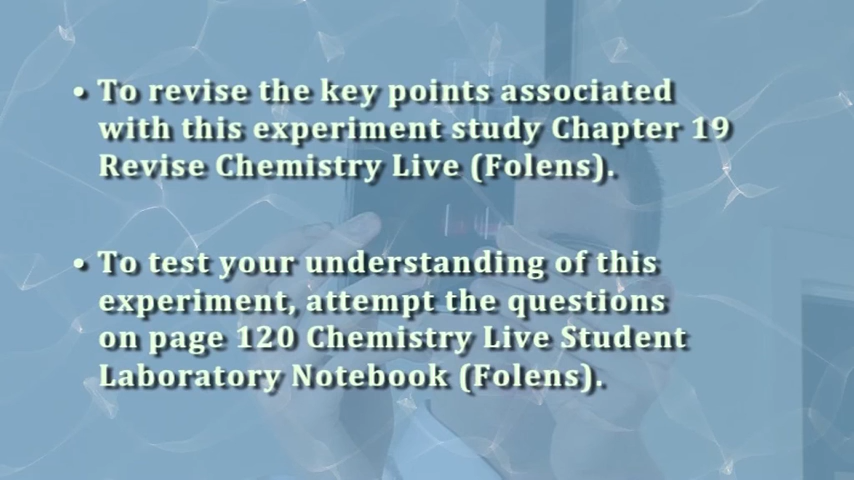 • To revise the key points associated
with this experiment study Chapter 19
Revise Chemistry Live (Folens).
• To test your understanding of this
experiment, attempt the questions
on page 120 Chemistry Live Student
Laboratory Notebook (Folens).